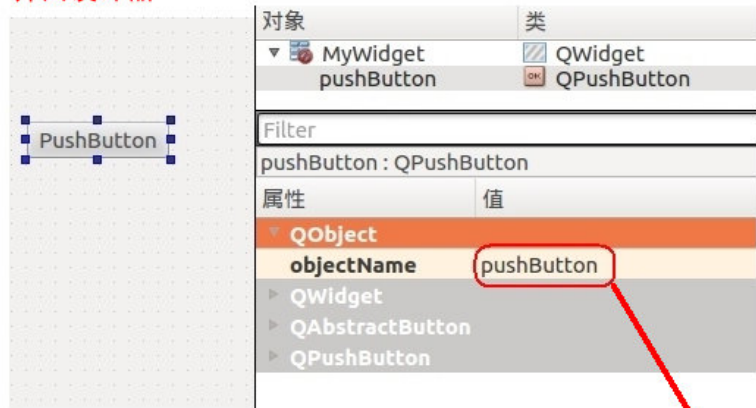 对象 类
MyWidget QWidget
pushButton QPushButton
PushButton
Filter
pushButton : QPushButton
属性 值
QObject
objectName pushButton
QWidget
QAbstractButton
QPushButton